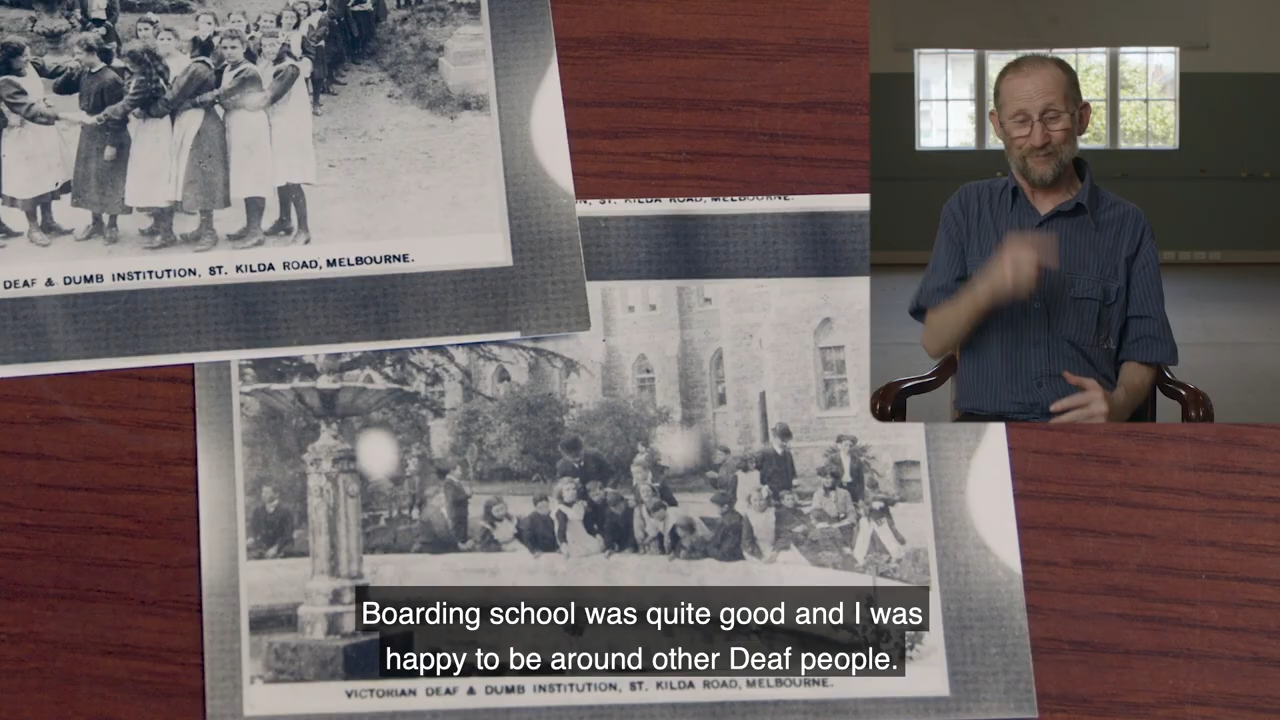 DEAF & DUMB INSTITUTION, ST. KILDA ROAD, MELBOURNE.
N, ST. KILDA ROAD, MELBOURNE.
Boarding school was quite good and I was
happy to be around other Deaf people.
VICTORIAN DEAF & DUMB INSTITUTION, ST. KILDA ROAD, MELBOURNE.